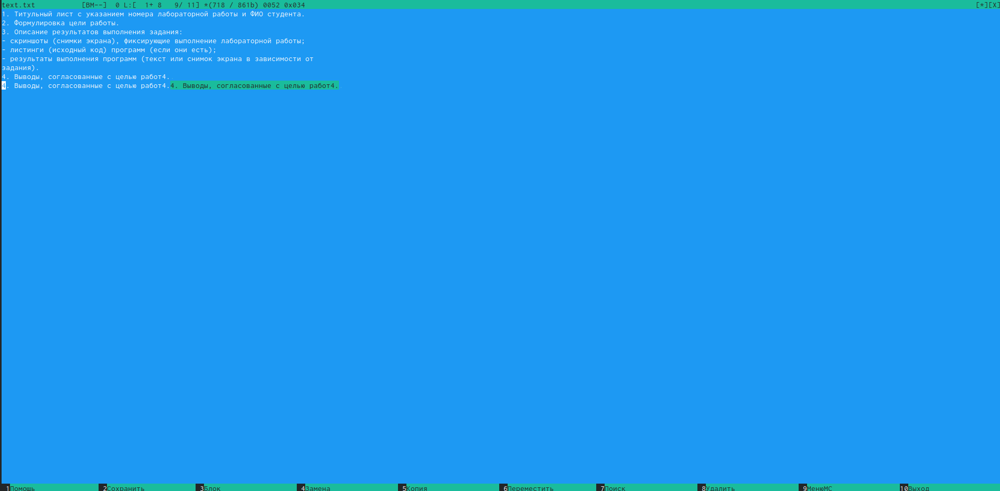 text.txt [BM--] 0 L:[ 1+ 8 9/ 11] *(718 / 861b) 0052 0x034 [*][X]
1. Титульный лист с указанием номера лабораторной работы и ФИО студента.
2. Формулировка цели работы.
3. Описание результатов выполнения задания:
- скриншоты (снимки экрана), фиксирующие выполнение лабораторной работы;
- листинги (исходный код) программ (если они есть);
- результаты выполнения программ (текст или снимок экрана в зависимости от
задания).
4. Выводы, согласованные с целью работ4.
4. Выводы, согласованные с целью работ4.4. Выводы, согласованные с целью работ4.
1Помощь 2Сохранить 3Блок 4Замена 5Копия 6Переместить 7Поиск 8Удалить 9МенюMC 10Выход